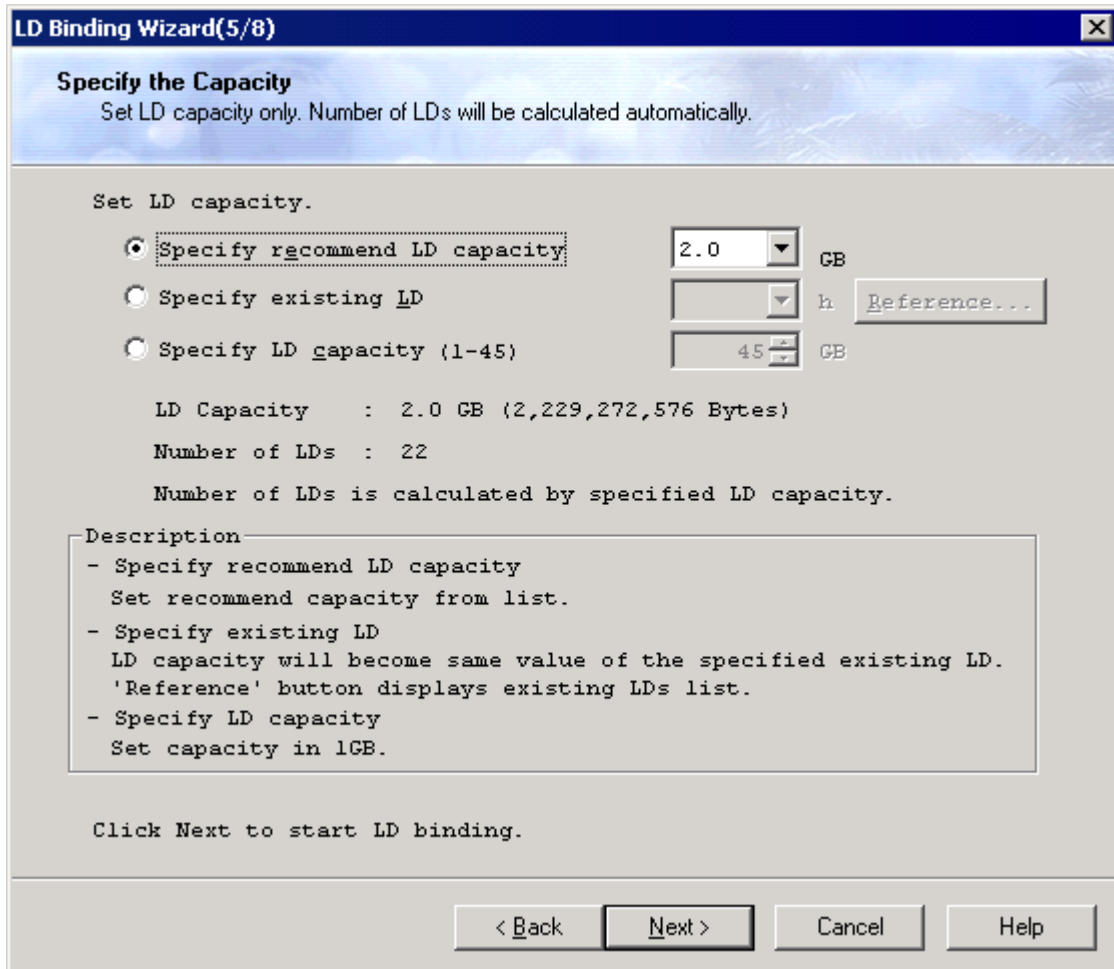 LD Binding Wizard(5/8)
Specify the Capacity
Set LD capacity only. Number of LDs will be calculated automatically.
Set LD capacity.
Specify recommend LD capacity 2.0 GB
Specify existing LD h Reference...
Specify LD capacity (1-45) 45 GB
LD Capacity : 2.0 GB (2,229,272,576 Bytes)
Number of LDs : 22
Number of LDs is calculated by specified LD capacity.
Description
- Specify recommend LD capacity
Set recommend capacity from list.
- Specify existing LD
LD capacity will become same value of the specified existing LD.
'Reference' button displays existing LDs list.
- Specify LD capacity
Set capacity in 1GB.
Click Next to start LD binding.
< Back Next > Cancel Help